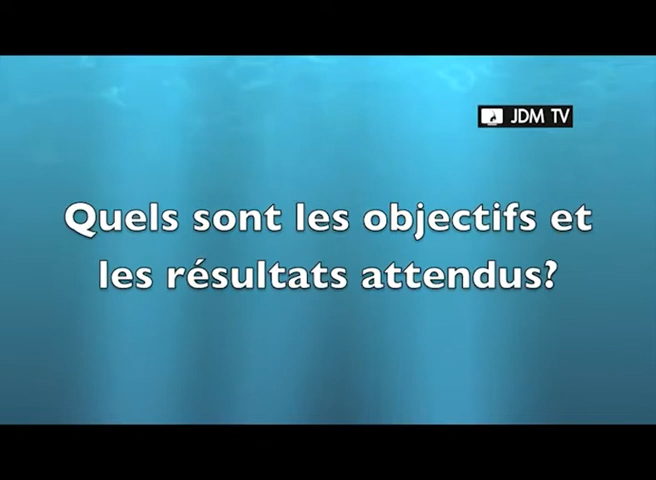 JDM TV
Quels sont les objectifs et
les résultats attendus?